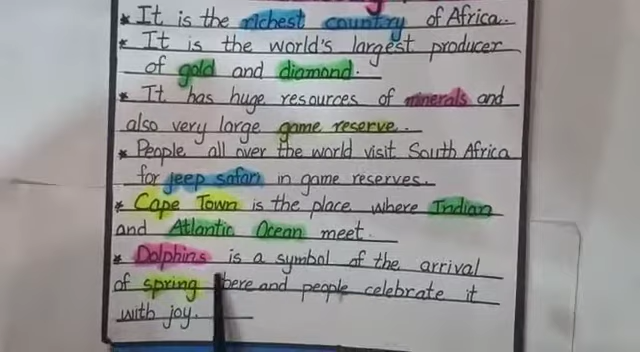 * It is the richest country of Africa.
* It is the world's largest producer
of gold and diamond.
* It has huge resources of minerals and
also very lorge game reserve.
* People all over the world visit South Africa
for jeep safari in game reserves.
* Cape Town is the place where Indian
and Atlantic Ocean meet.
* Dolphins is a symbol of the arrival
of spring there and people celebrate it
with joy.